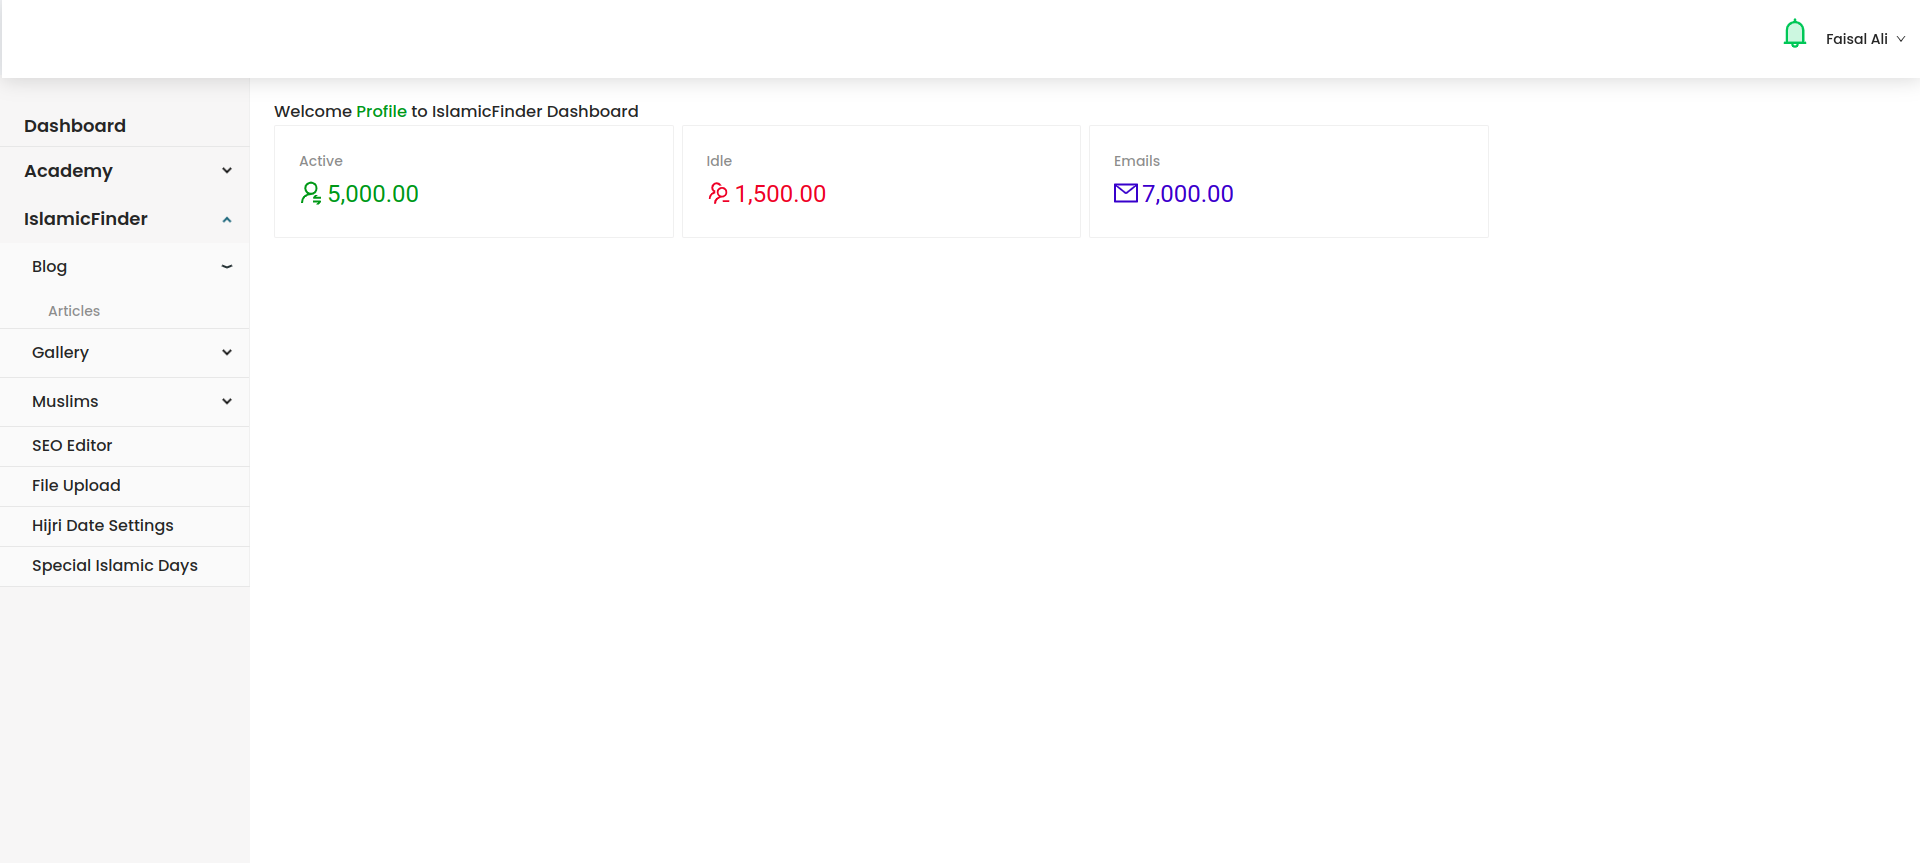 Faisal Ali
Dashboard
Academy
IslamicFinder
Blog
Articles
Gallery
Muslims
SEO Editor
File Upload
Hijri Date Settings
Special Islamic Days
Welcome Profile to IslamicFinder Dashboard
Active
5,000.00
Idle
1,500.00
Emails
7,000.00